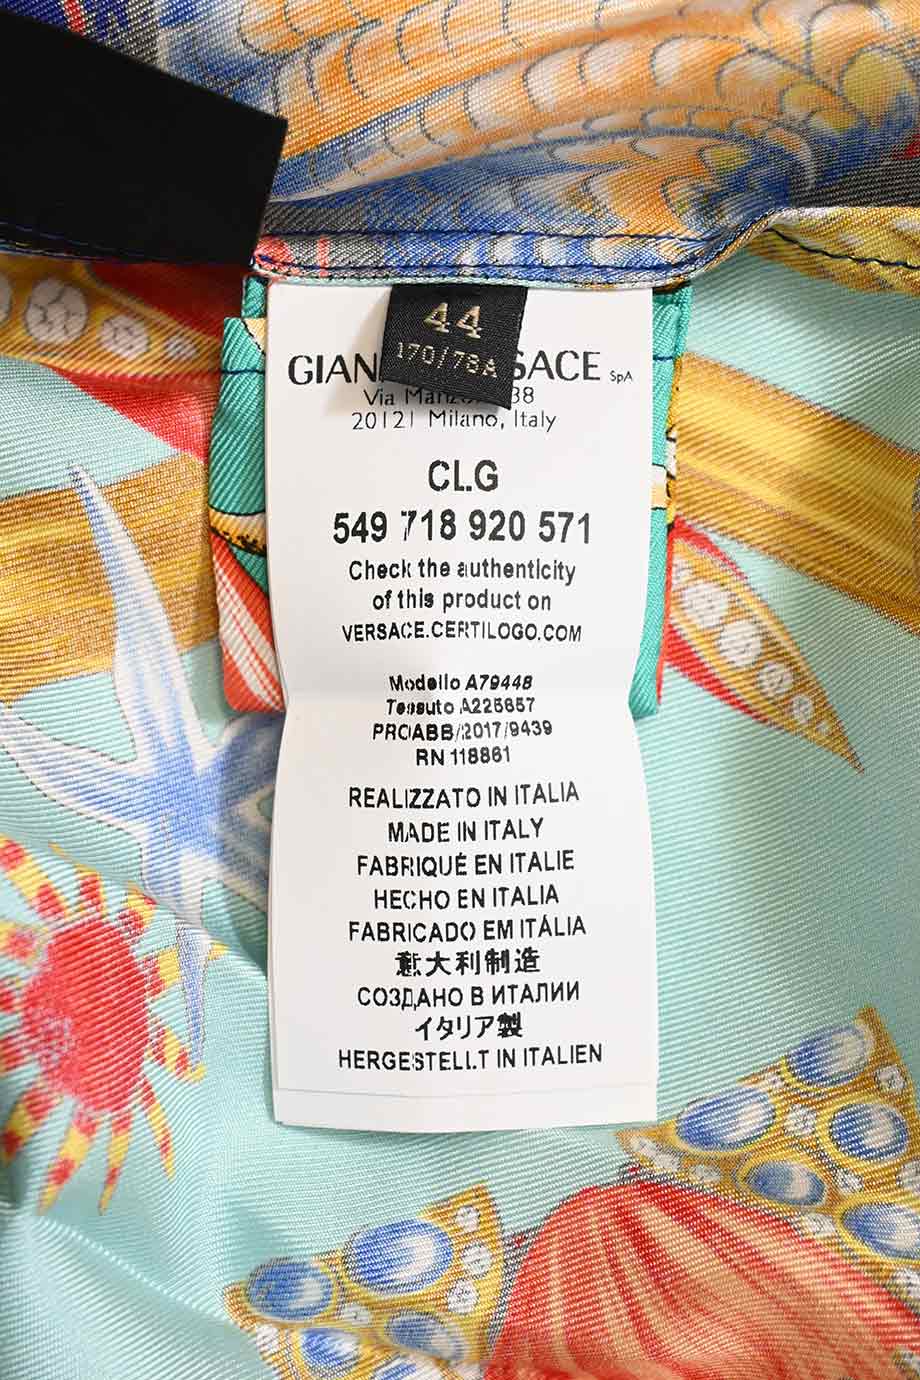 44
170/78A
GIAN SACE SpA
Via 38
20121 Milano, Italy
CLG
549 718 920 571
Check the authenticity
of this product on
VERSACE.CERTILOGO.COM
Modello A79448
Tessuto A225657
PROABB/2017/9439
RN 118861
REALIZZATO IN ITALIA
MADE IN ITALY
FABRIQUÉ EN ITALIE
HECHO EN ITALIA
FABRICADO EM ITÁLIA
意大利制造
СОЗДАНО В ИТАЛИИ
イタリア製
HERGESTELLT IN ITALIEN